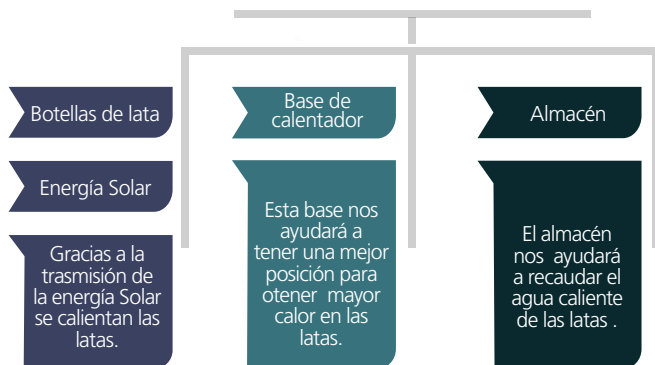 Botellas de lata
Energía Solar
Gracias a la
trasmisión de
la energía Solar
se calientan las
latas.
Base de
calentador
Esta base nos
ayudará a
tener una mejor
posición para
otener mayor
calor en las
latas.
Almacén
El almacén
nos ayudará
a recaudar el
agua caliente
de las latas .